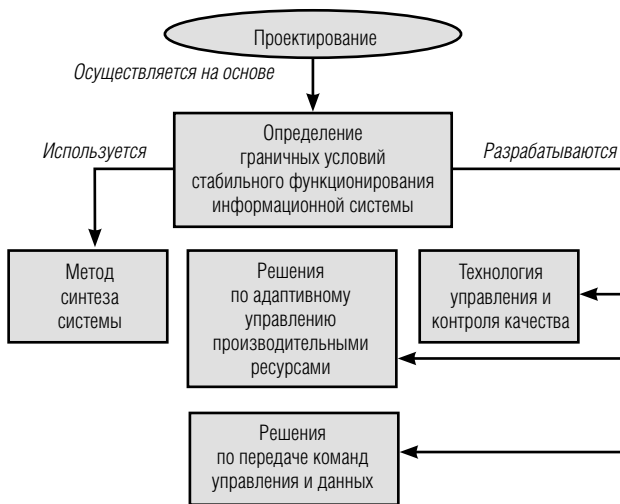 Проектирование
Осуществляется на основе
Определение
граничных условий
стабильного функционирования
информационной системы
Используется
Разрабатываются
Метод
синтеза
системы
Решения
по адаптивному
управлению
производительными
ресурсами
Технология
управления и
контроля качества
Решения
по передаче команд
управления и данных